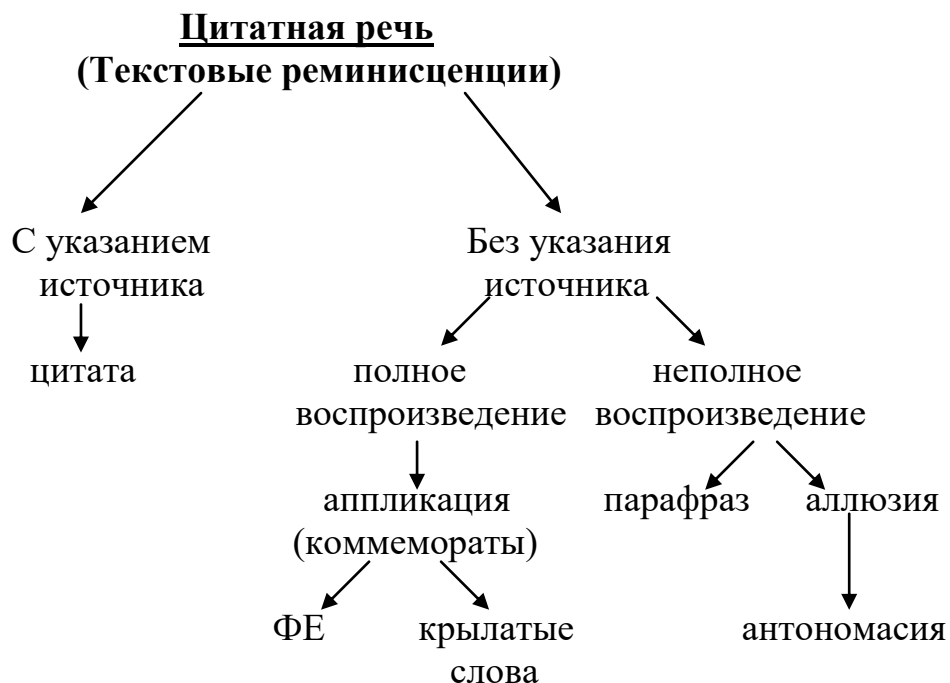 Цитатная речь
(Текстовые реминисценции)
С указанием
источника
Без указания
источника
цитата
полное
воспроизведение
неполное
воспроизведение
аппликация
(коммемораты)
парафраз
аллюзия
ФЕ
крылатые
слова
антономасия